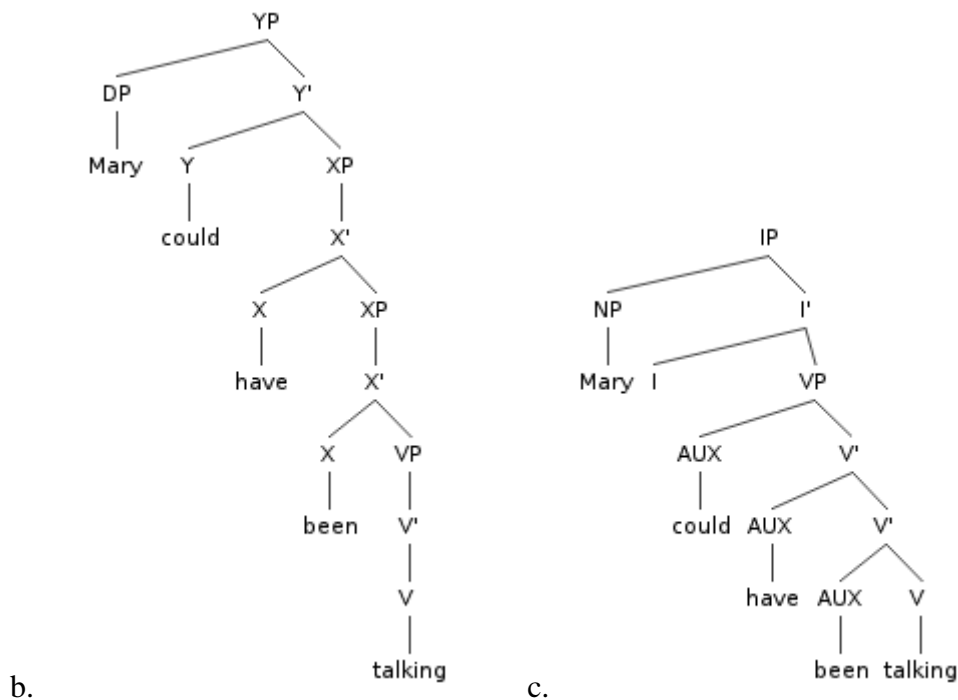 YP
DP Y'
Mary Y XP
could X' IP
X XP NP I'
have X' Mary I VP
X VP AUX V'
been V' could AUX V'
V have AUX V
b. talking c. been talking